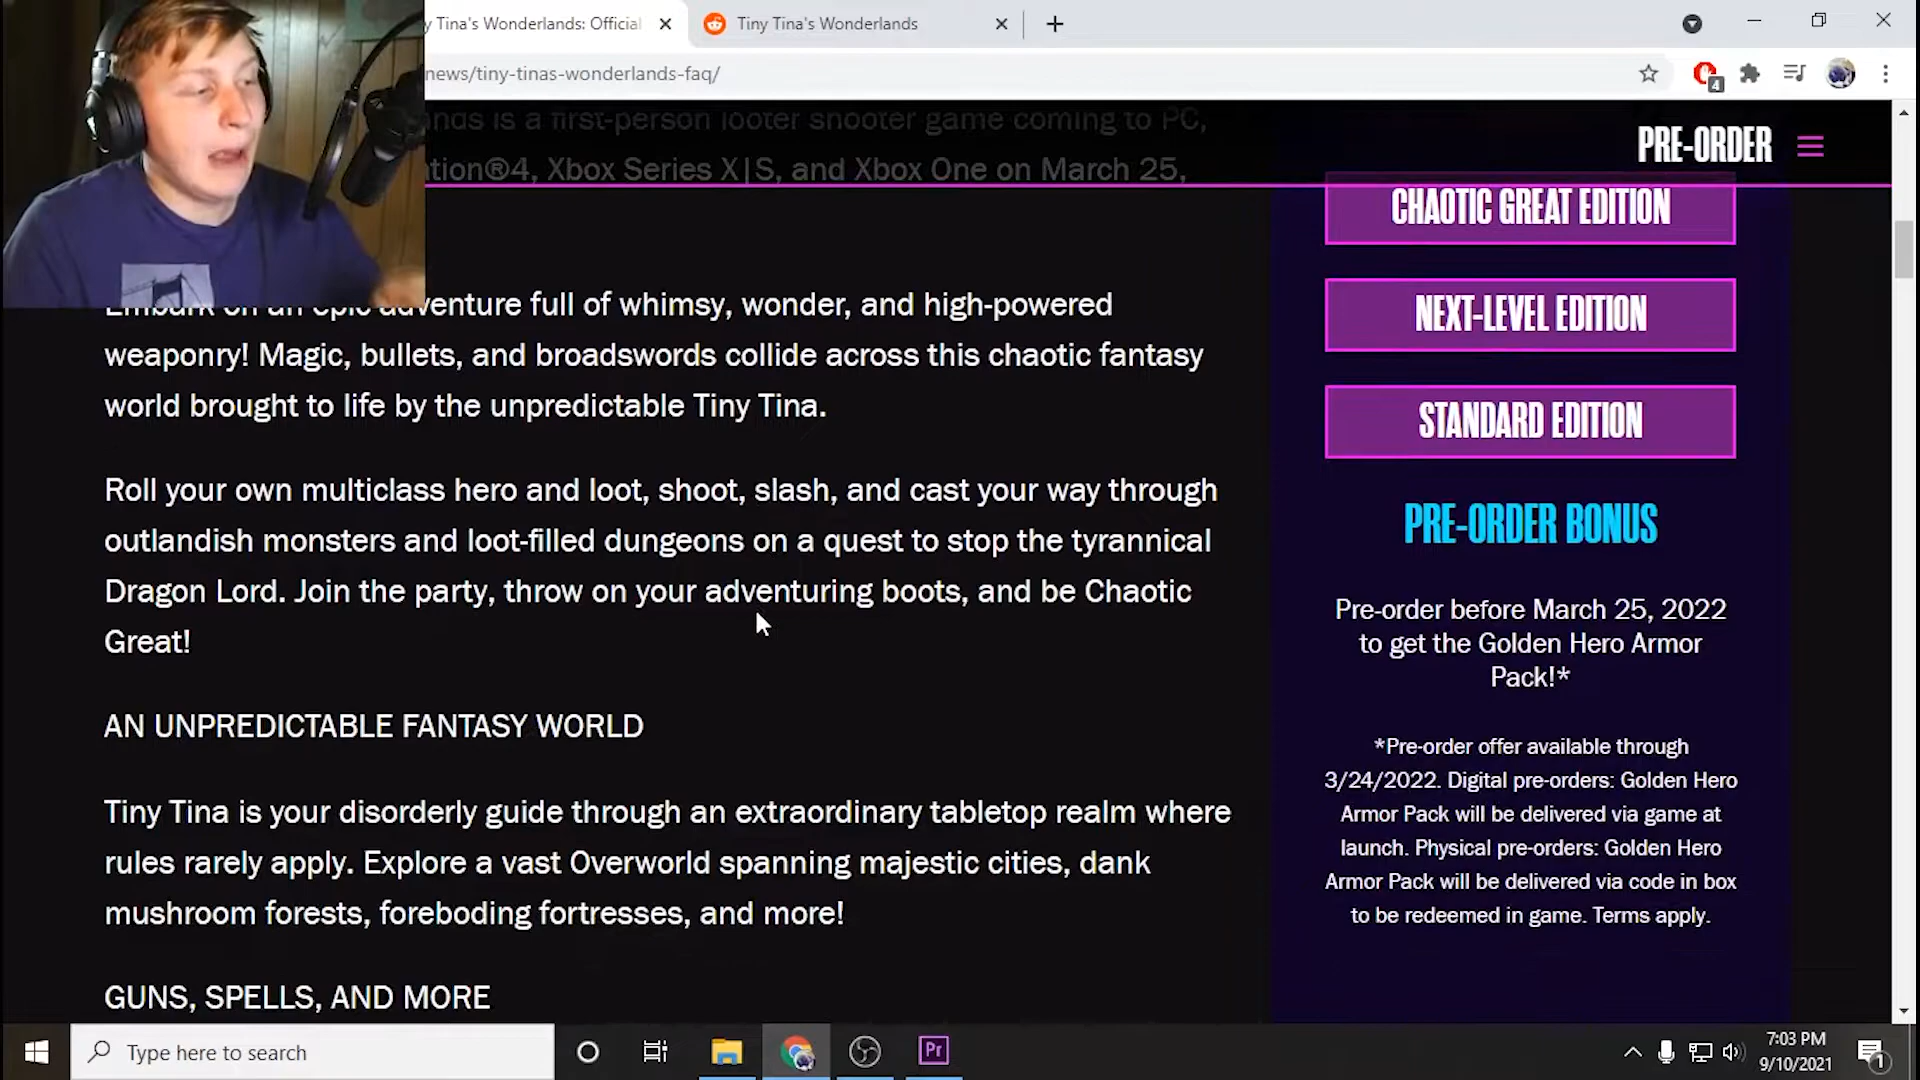 y Tina's Wonderlands: Official
Tiny Tina's Wonderlands
news/tiny-tinas-wonderlands-faq/
4
nds is a first-person looter shooter game coming to PC,
tion®4, Xbox Series X|S, and Xbox One on March 25,
PRE-ORDER
CHAOTIC GREAT EDITION
NEXT-LEVEL EDITION
STANDARD EDITION
PRE-ORDER BONUS
Pre-order before March 25, 2022
to get the Golden Hero Armor
Pack!*
*Pre-order offer available through
3/24/2022. Digital pre-orders: Golden Hero
Armor Pack will be delivered via game at
launch. Physical pre-orders: Golden Hero
Armor Pack will be delivered via code in box
to be redeemed in game. Terms apply.
Embark on an epic adventure full of whimsy, wonder, and high-powered
weaponry! Magic, bullets, and broadswords collide across this chaotic fantasy
world brought to life by the unpredictable Tiny Tina.
Roll your own multiclass hero and loot, shoot, slash, and cast your way through
outlandish monsters and loot-filled dungeons on a quest to stop the tyrannical
Dragon Lord. Join the party, throw on your adventuring boots, and be Chaotic
Great!
AN UNPREDICTABLE FANTASY WORLD
Tiny Tina is your disorderly guide through an extraordinary tabletop realm where
rules rarely apply. Explore a vast Overworld spanning majestic cities, dank
mushroom forests, foreboding fortresses, and more!
GUNS, SPELLS, AND MORE
Type here to search
Pr
7:03 PM
9/10/2021
1